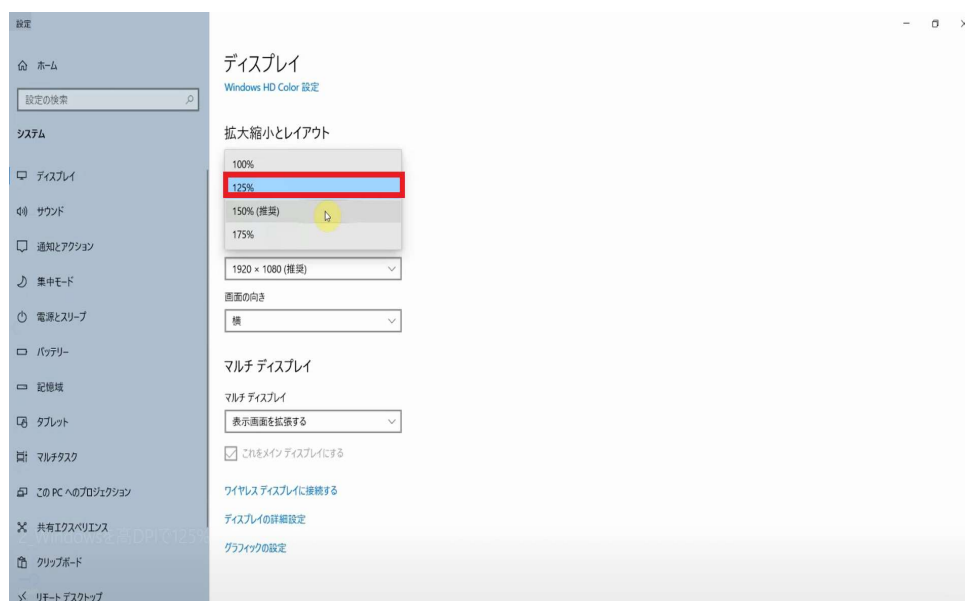 設定
ホーム
設定の検索
システム
ディスプレイ
サウンド
通知とアクション
集中モード
電源とスリープ
バッテリー
記憶域
タブレット
マルチタスク
この PC へのプロジェクション
共有エクスペリエンス
クリップボード
リモート デスクトップ
ディスプレイ
Windows HD Color 設定
拡大縮小とレイアウト
100%
125%
150% (推奨)
175%
1920 × 1080 (推奨)
画面の向き
横
マルチ ディスプレイ
マルチ ディスプレイ
表示画面を拡張する
これをメイン ディスプレイにする
ワイヤレス ディスプレイに接続する
ディスプレイの詳細設定
グラフィックの設定